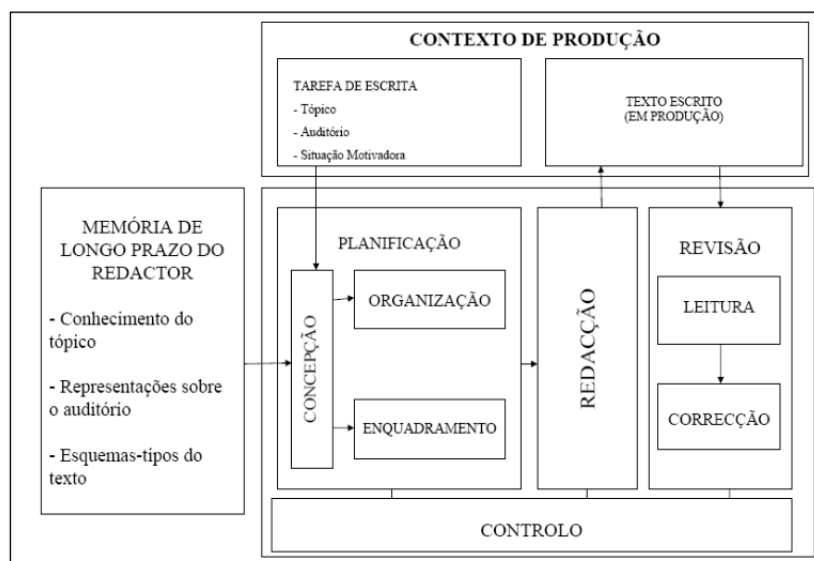 CONTEXTO DE PRODUÇÃO
TAREFA DE ESCRITA
- Tópico
- Auditório
- Situação Motivadora
TEXTO ESCRITO
(EM PRODUÇÃO)
MEMÓRIA DE
LONGO PRAZO DO
REDACTOR
- Conhecimento do
tópico
- Representações sobre
o auditório
- Esquemas-tipos do
texto
PLANIFICAÇÃO
CONCEPÇÃO
ORGANIZAÇÃO
ENQUADRAMENTO
REDACÇÃO
REVISÃO
LEITURA
CORRECÇÃO
CONTROLO